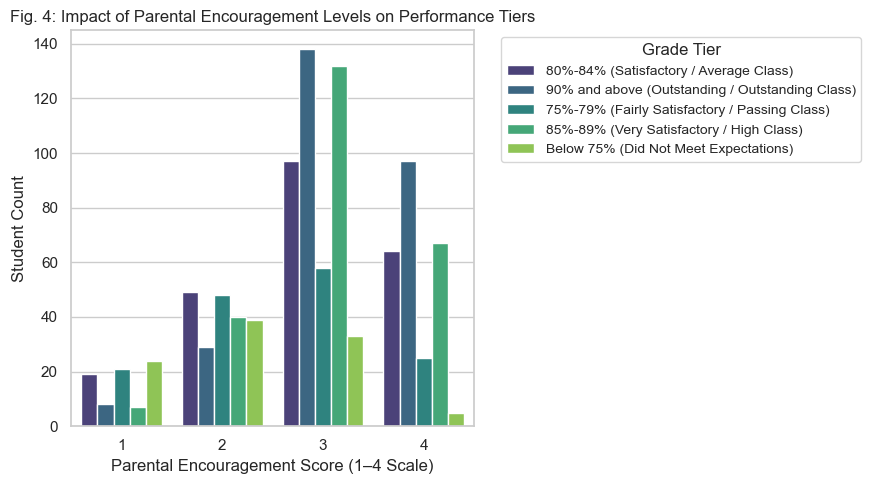 Fig. 4: Impact of Parental Encouragement Levels on Performance Tiers
140
120
100
80
60
40
20
0
Student Count
1
2
3
4
Parental Encouragement Score (1–4 Scale)
Grade Tier
80%-84% (Satisfactory / Average Class)
90% and above (Outstanding / Outstanding Class)
75%-79% (Fairly Satisfactory / Passing Class)
85%-89% (Very Satisfactory / High Class)
Below 75% (Did Not Meet Expectations)